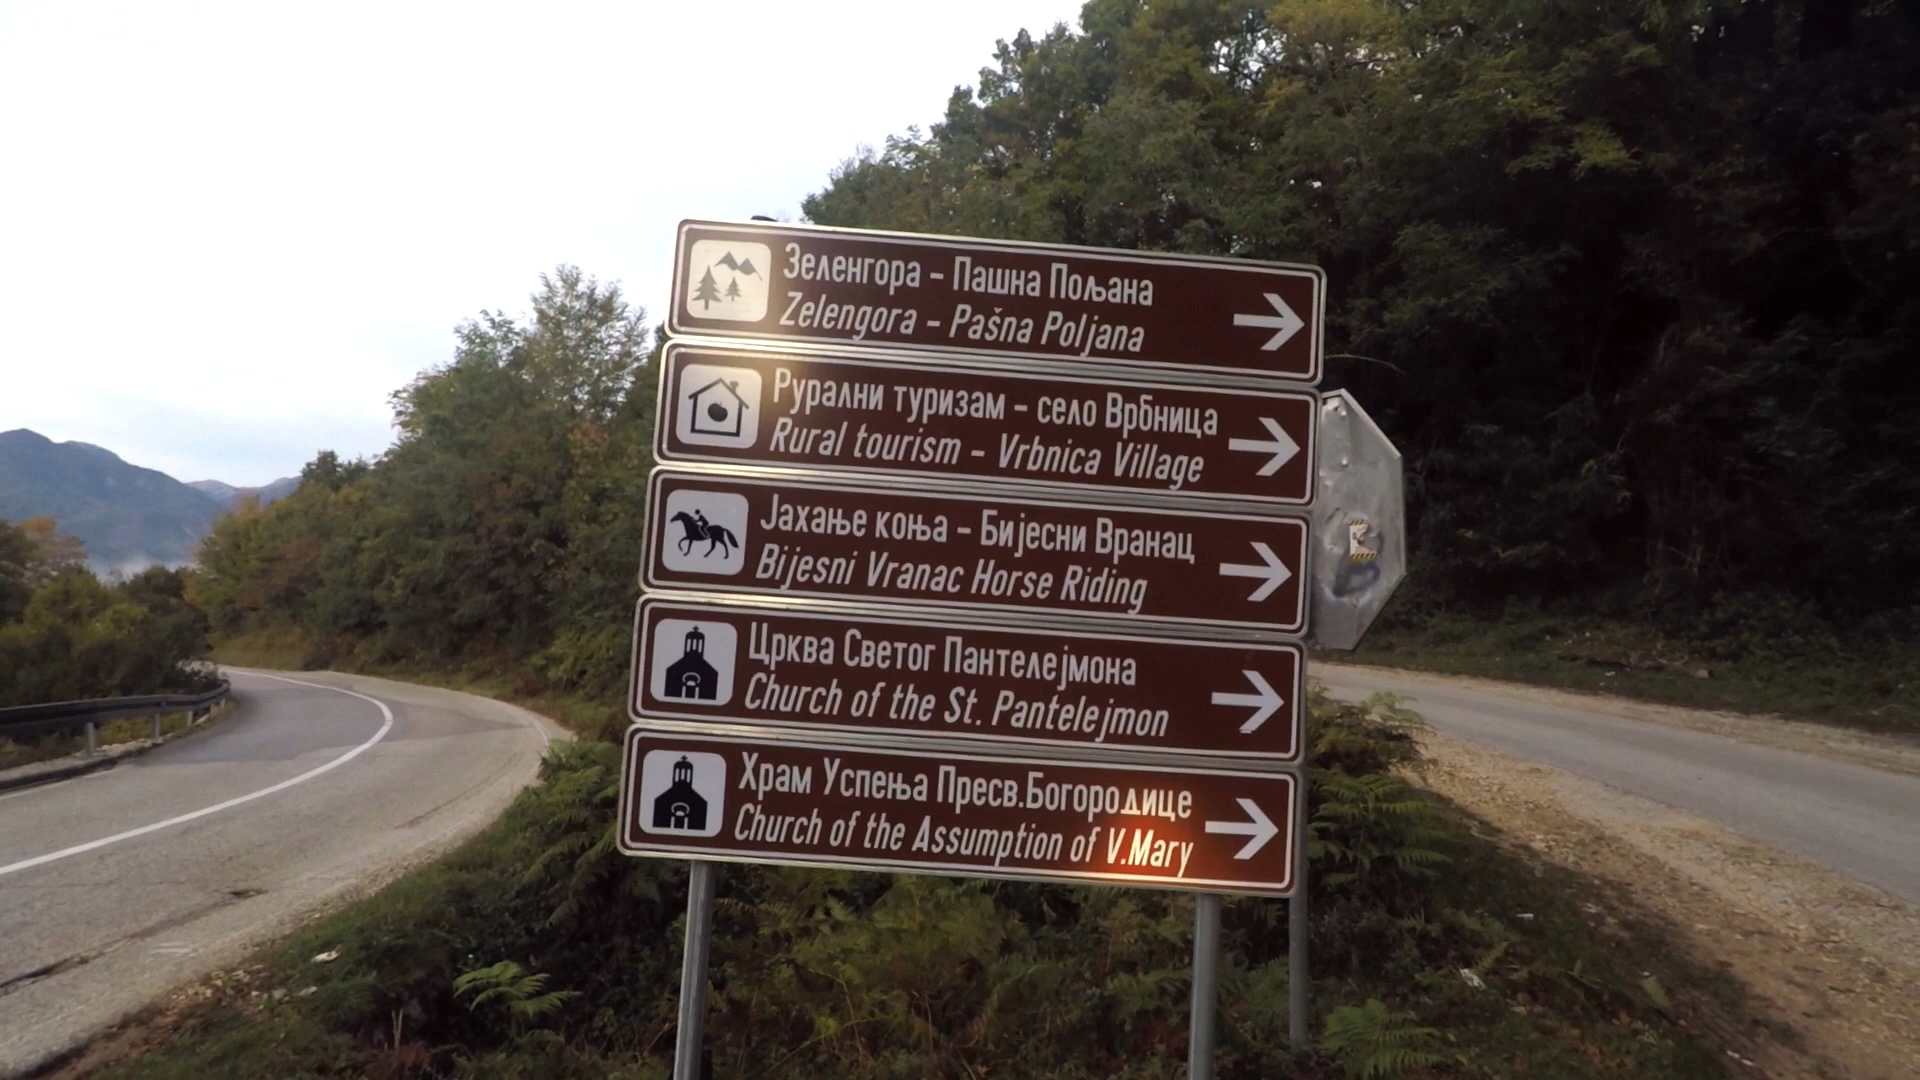 Зеленгора – Пашна Пољана
Zelengora – Pašna Poljana
Рурални туризам – село Врбница
Rural tourism – Vrbnica Village
Јахање коња – Бијесни Вранац
Bijesni Vranac Horse Riding
Црква Светог Пантелејмона
Church of the St. Pantelejmon
Храм Успења Пресв.Богородице
Church of the Assumption of V.Mary